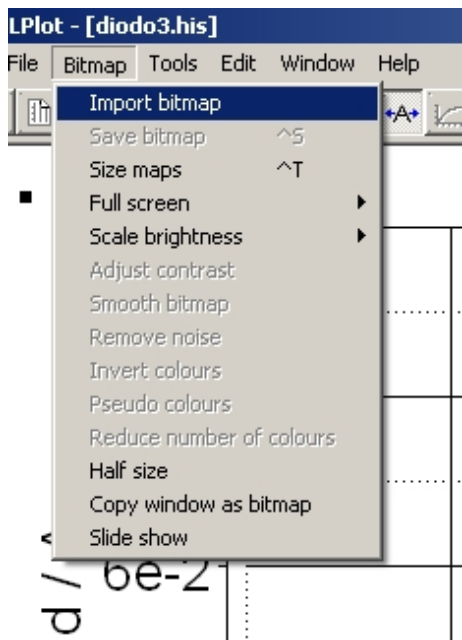 LPlot - [diodo3.his]
File Bitmap Tools Edit Window Help
Import bitmap
Save bitmap ^S
Size maps ^T
Full screen
Scale brightness
Adjust contrast
Smooth bitmap
Remove noise
Invert colours
Pseudo colours
Reduce number of colours
Half size
Copy window as bitmap
Slide show
A
6e-2
d / A